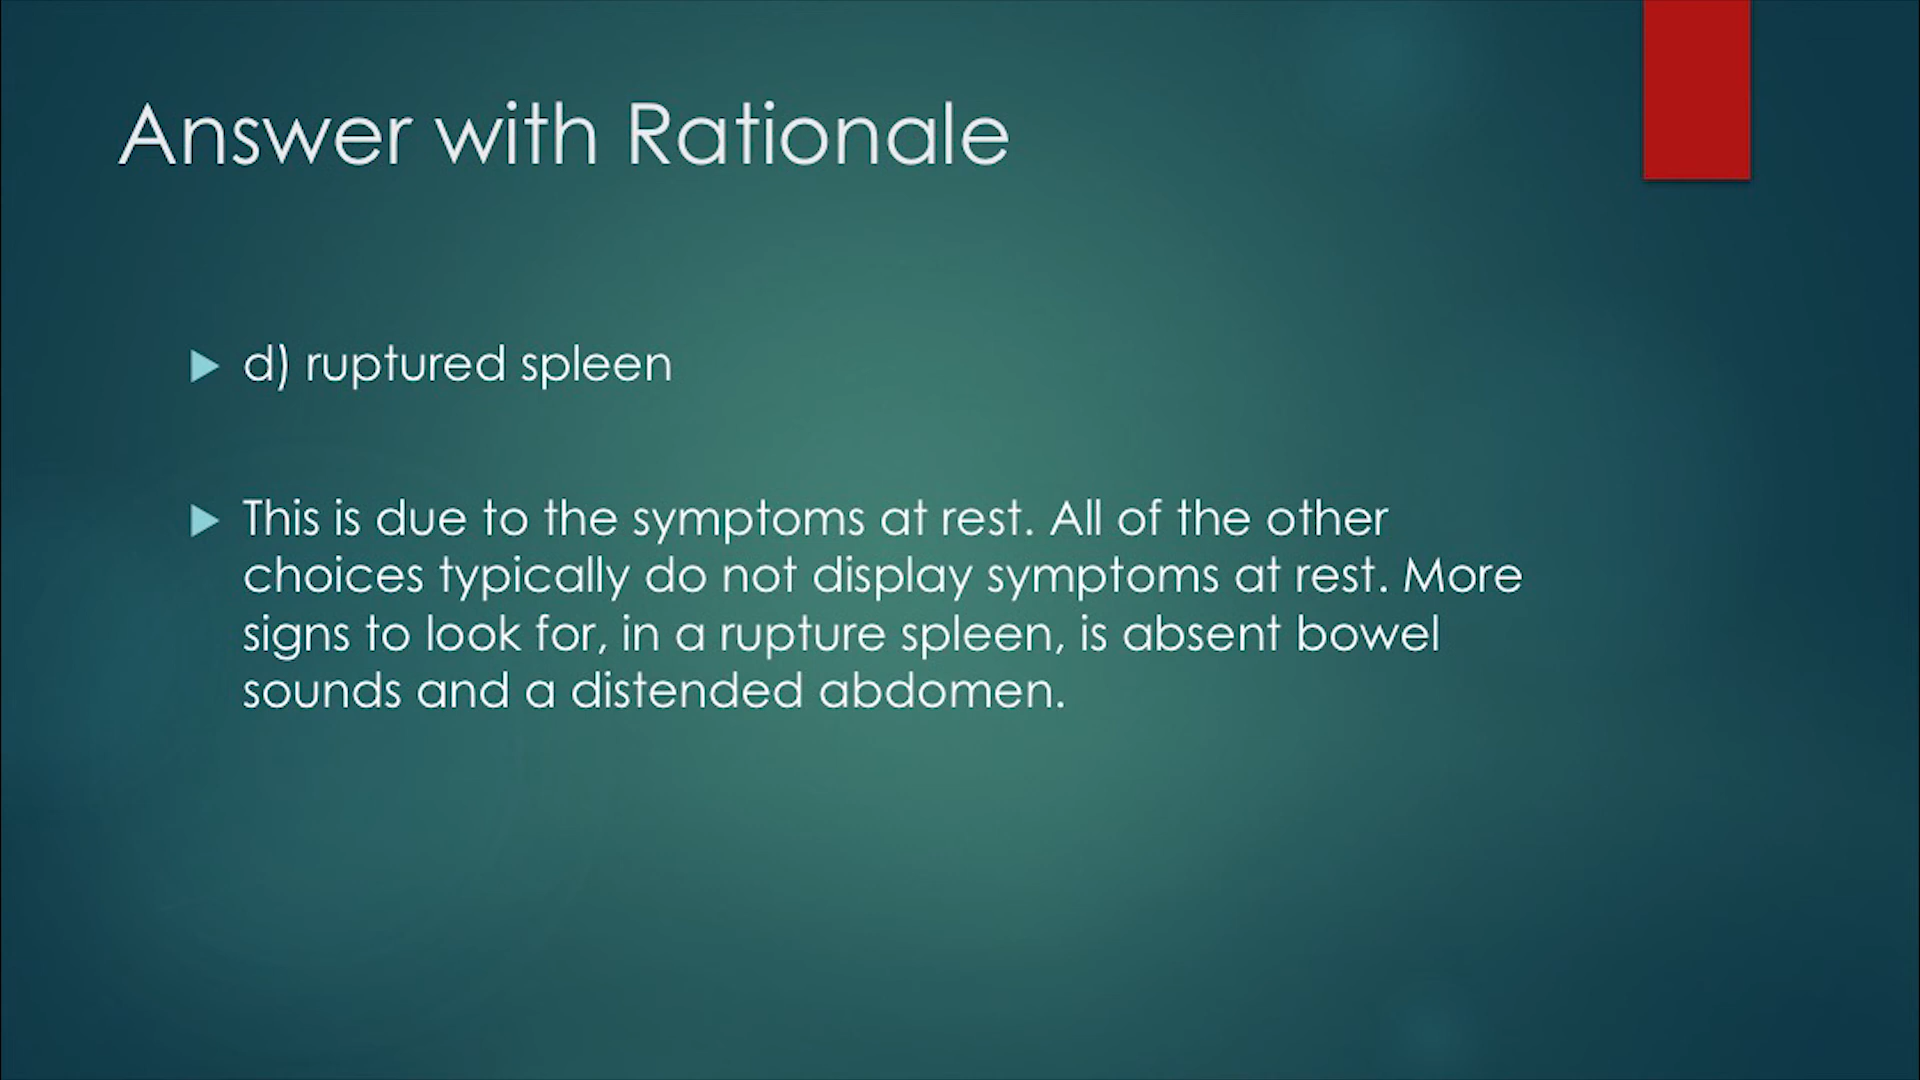 Answer with Rationale
d) ruptured spleen
This is due to the symptoms at rest. All of the other
choices typically do not display symptoms at rest. More
signs to look for, in a rupture spleen, is absent bowel
sounds and a distended abdomen.